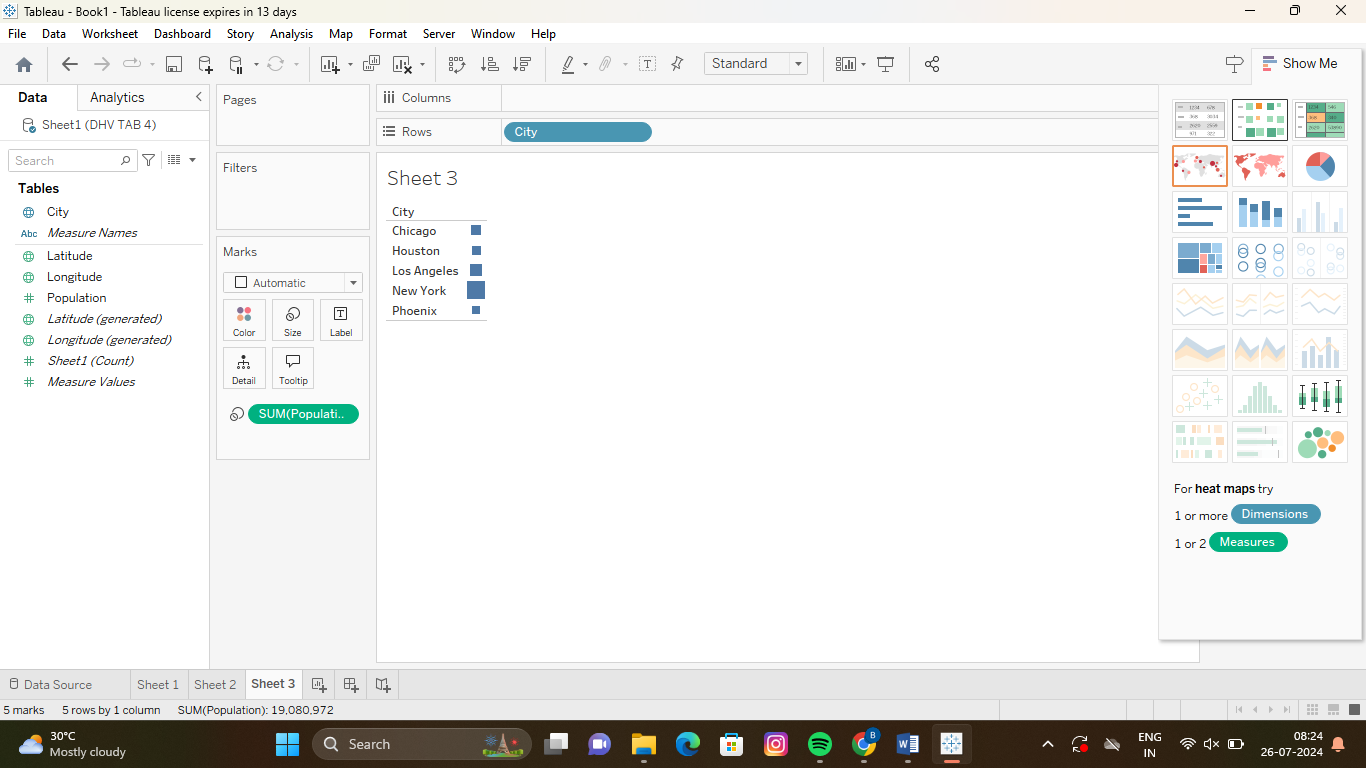 Tableau - Book1 - Tableau license expires in 13 days
File Data Worksheet Dashboard Story Analysis Map Format Server Window Help
Standard
Show Me
Data Analytics
Sheet1 (DHV TAB 4)
Search
Tables
City
Abc Measure Names
Latitude
Longitude
Population
Latitude (generated)
Longitude (generated)
Sheet1 (Count)
Measure Values
Pages
Filters
Marks
Automatic
Color Size Label
Detail Tooltip
SUM(Populati..
Columns
Rows City
Sheet 3
City
Chicago
Houston
Los Angeles
New York
Phoenix
For heat maps try
1 or more Dimensions
1 or 2 Measures
Data Source Sheet 1 Sheet 2 Sheet 3
5 marks 5 rows by 1 column SUM(Population): 19,080,972
30°C
Mostly cloudy
Search
B
ENG
IN
08:24
26-07-2024